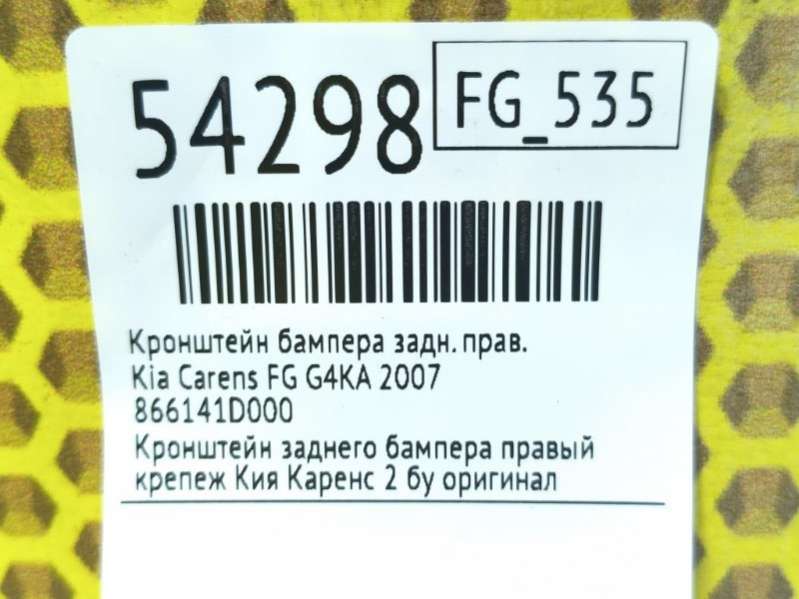 54298
FG_535
Кронштейн бампера задн. прав.
Kia Carens FG G4KA 2007
866141D000
Кронштейн заднего бампера правый
крепеж Кия Каренс 2 бу оригинал